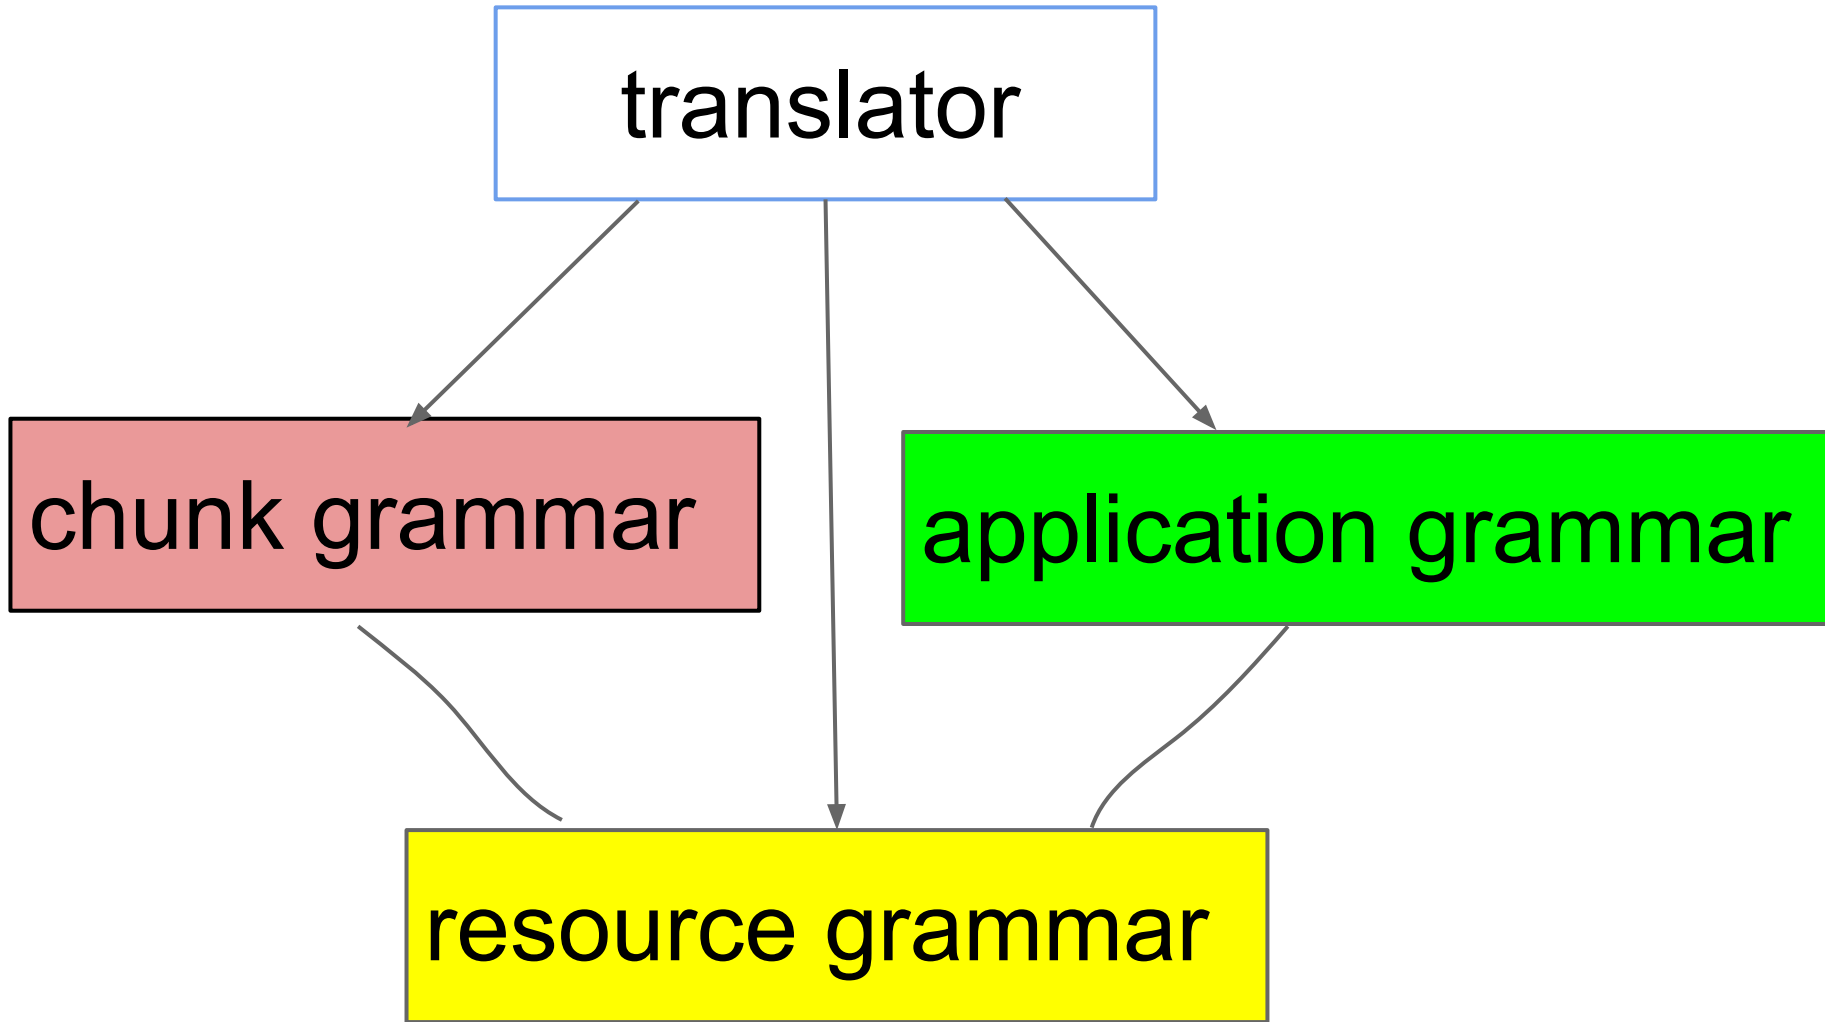 translator
chunk grammar
application grammar
resource grammar